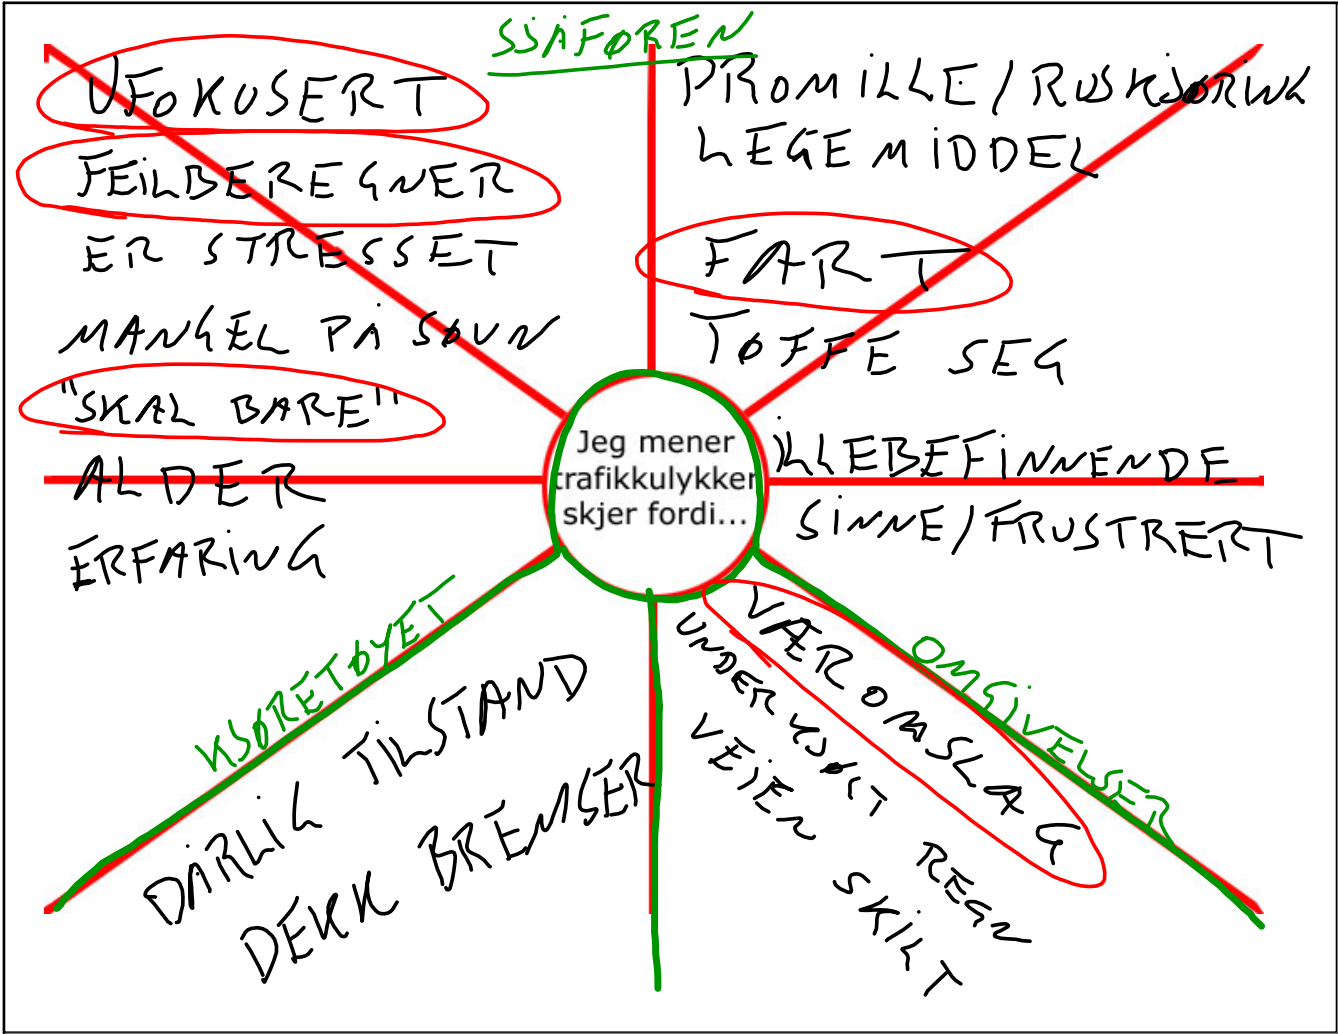 SJÅFØREN
UFOKUSERT
FEILBEREGNER
ER STRESSET
MANGEL PÅ SØVN
"SKAL BARE"
ALDER
ERFARING
PROMILLE/RUSKJØRING
LEGEMIDDEL
FART
TØFFE SEG
ILLEBEFINNENDE
SINNE/FRUSTRERT
Jeg mener
trafikkulykker
skjer fordi...
KJØRETØYET
DÅRLIG TILSTAND
DEKK BREMSER
OMGIVELSER
VÆROMSLAG
UNDERKJØLT REGN
VEIEN SKILT